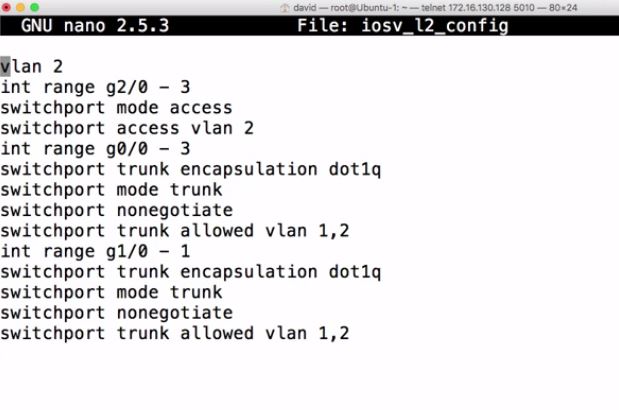 david — root@Ubuntu-1: ~ — telnet 172.16.130.128 5010 — 80×24
GNU nano 2.5.3 File: iosv_l2_config
vlan 2
int range g2/0 - 3
switchport mode access
switchport access vlan 2
int range g0/0 - 3
switchport trunk encapsulation dot1q
switchport mode trunk
switchport nonegotiate
switchport trunk allowed vlan 1,2
int range g1/0 - 1
switchport trunk encapsulation dot1q
switchport mode trunk
switchport nonegotiate
switchport trunk allowed vlan 1,2